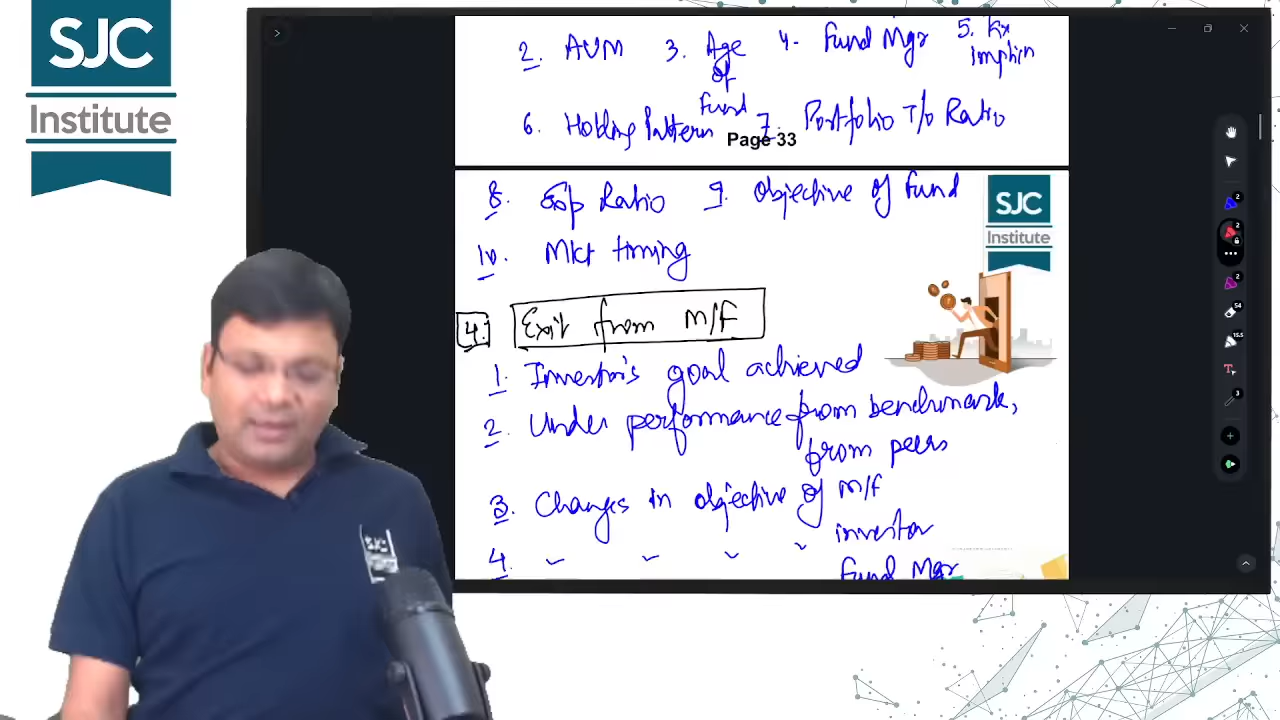 SJC
Institute
2. AUM 3. Age of Fund 4. Fund Mgr 5. Tax
6. Holding Pattern 7. Portfolio T/o Ratio
Page 33
8. Exp Ratio 9. Objective of Fund
10. Mkt timing
SJC
Institute
4. Exit from M/F
1. Investor's goal achieved
2. Under performance from benchmark,
from peers
3. Changes in objective of M/F
4. " " " " investor
Fund Mgr
SJC